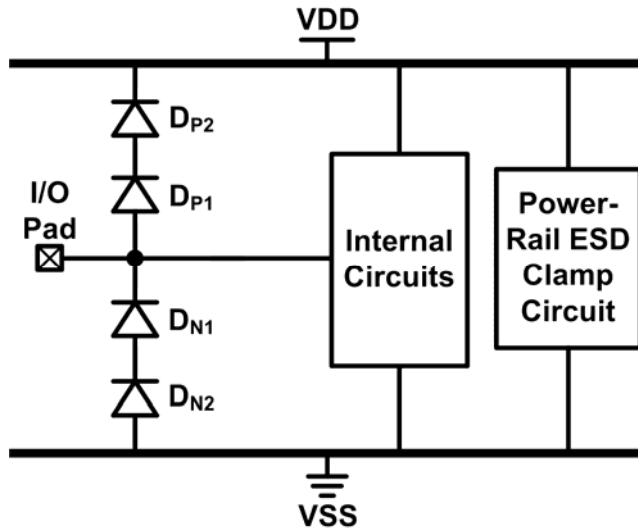 VDD
DP2
DP1
I/O
Pad
Internal
Circuits
Power-
Rail ESD
Clamp
Circuit
DN1
DN2
VSS